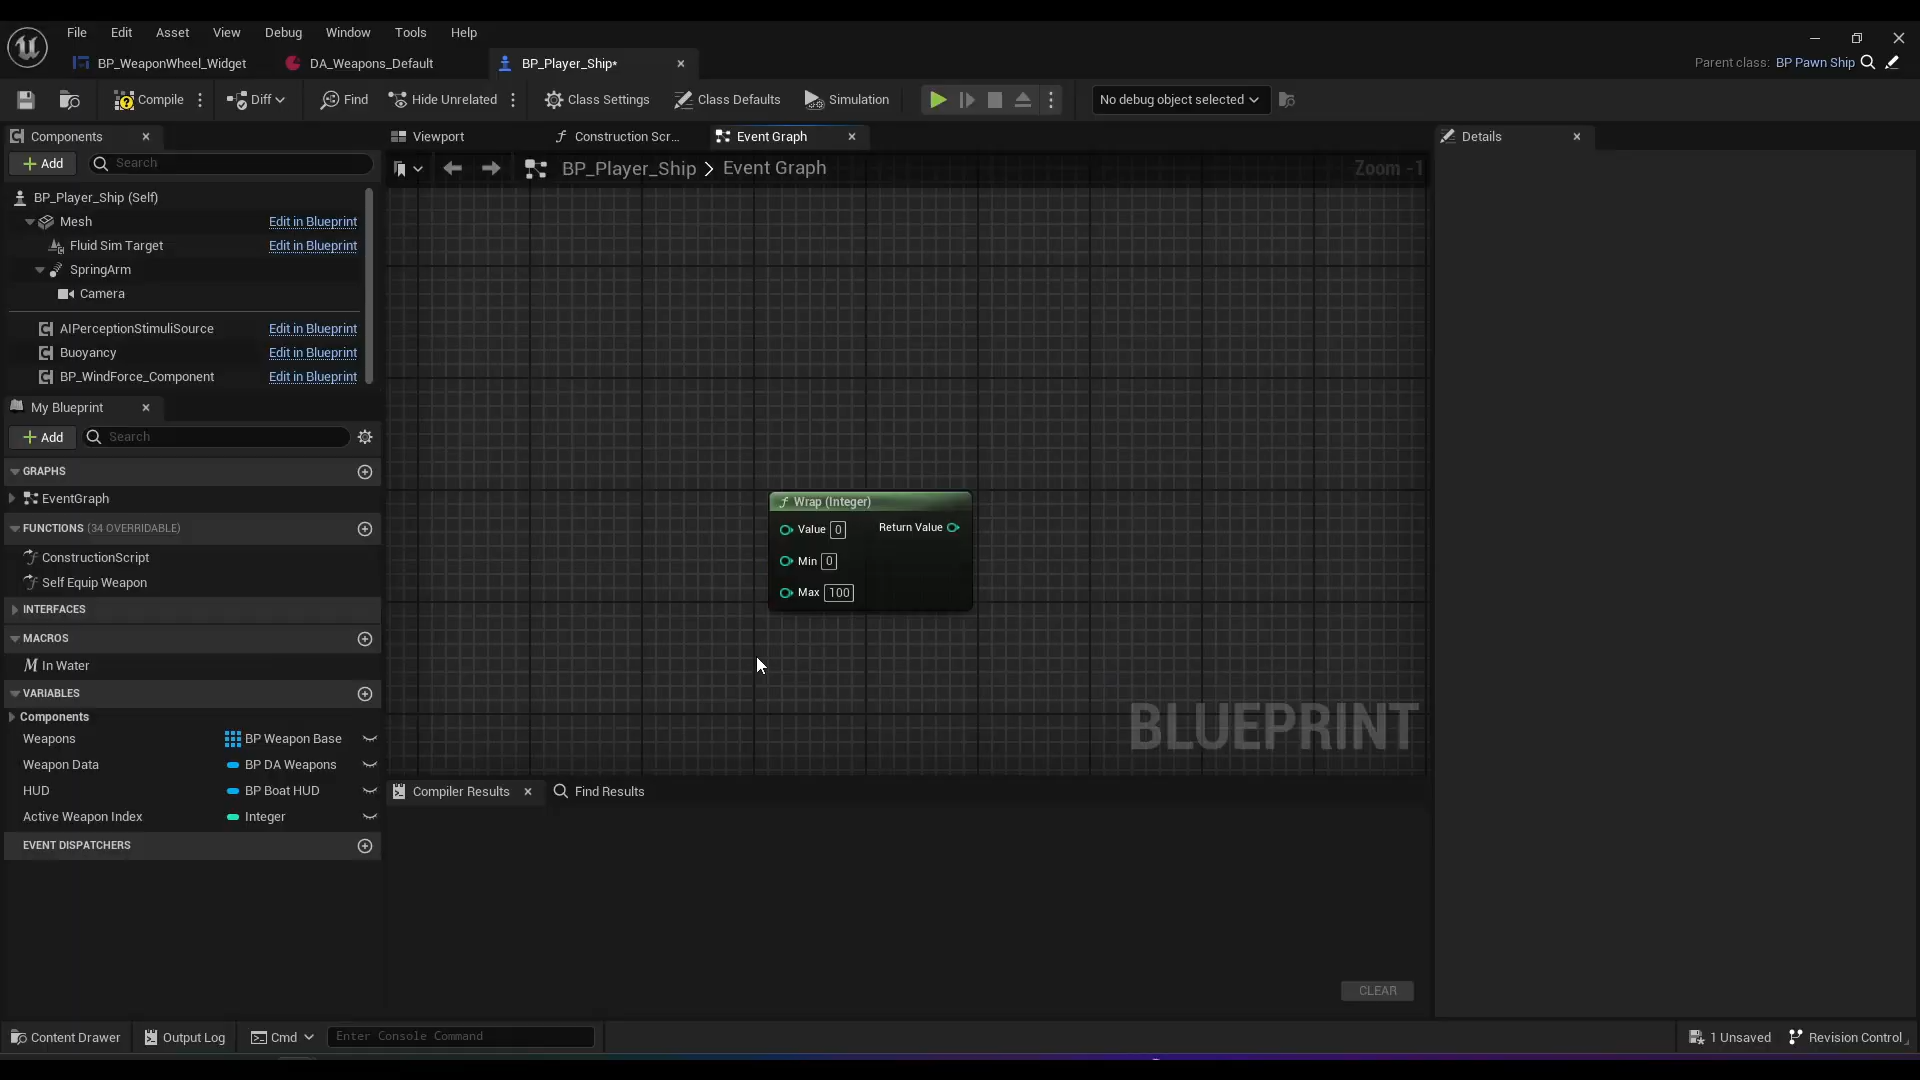 File Edit Asset View Debug Window Tools Help
BP_WeaponWheel_Widget DA_Weapons_Default BP_Player_Ship* Parent class: BP Pawn Ship
Compile Diff Find Hide Unrelated Class Settings Class Defaults Simulation No debug object selected
Components Viewport Construction Scr... Event Graph Details
Add Search BP_Player_Ship > Event Graph Zoom -1
BP_Player_Ship (Self)
Mesh Edit in Blueprint
Fluid Sim Target Edit in Blueprint
SpringArm
Camera
AIPerceptionStimuliSource Edit in Blueprint
Buoyancy Edit in Blueprint
BP_WindForce_Component Edit in Blueprint
My Blueprint
Add Search
GRAPHS
EventGraph
FUNCTIONS (34 OVERRIDABLE)
ConstructionScript
Self Equip Weapon
INTERFACES
MACROS
In Water
VARIABLES
Components
Weapons BP Weapon Base
Weapon Data BP DA Weapons
HUD BP Boat HUD
Active Weapon Index Integer
EVENT DISPATCHERS
Wrap (Integer)
Value 0 Return Value
Min 0
Max 100
BLUEPRINT
Compiler Results Find Results
CLEAR
Content Drawer Output Log Cmd Enter Console Command 1 Unsaved Revision Control